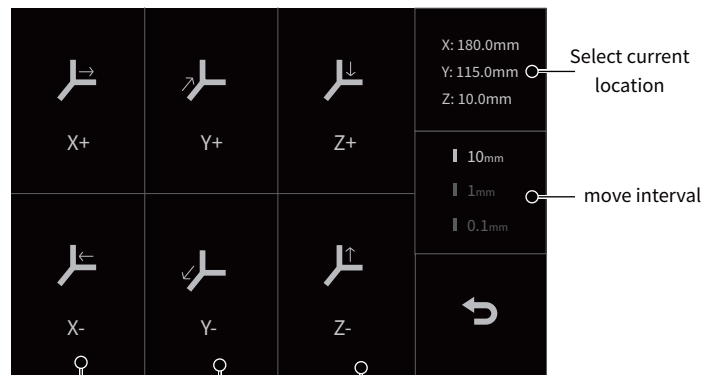 X+
Y+
Z+
X: 180.0mm
Y: 115.0mm
Z: 10.0mm
Select current
location
10mm
1mm
0.1mm
move interval
X-
Y-
Z-